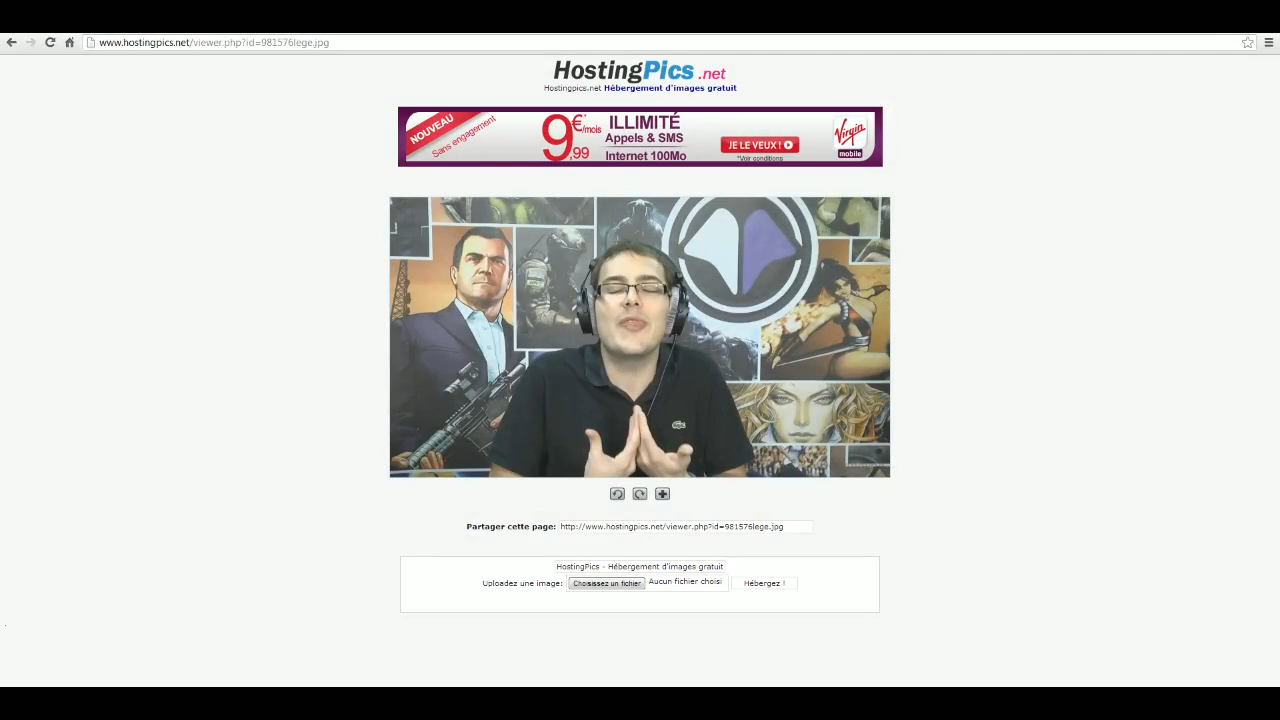 www.hostingpics.net/viewer.php?id=981576lege.jpg
HostingPics .net
Hostingpics.net Hébergement d'images gratuit
NOUVEAU
Sans engagement
9€*/mois
,99
ILLIMITÉ
Appels & SMS
Internet 100Mo
JE LE VEUX !
*Voir conditions
Virgin
mobile
Partager cette page: http://www.hostingpics.net/viewer.php?id=981576lege.jpg
HostingPics - Hébergement d'images gratuit
Uploadez une image: Choisissez un fichier Aucun fichier choisi Hébergez !